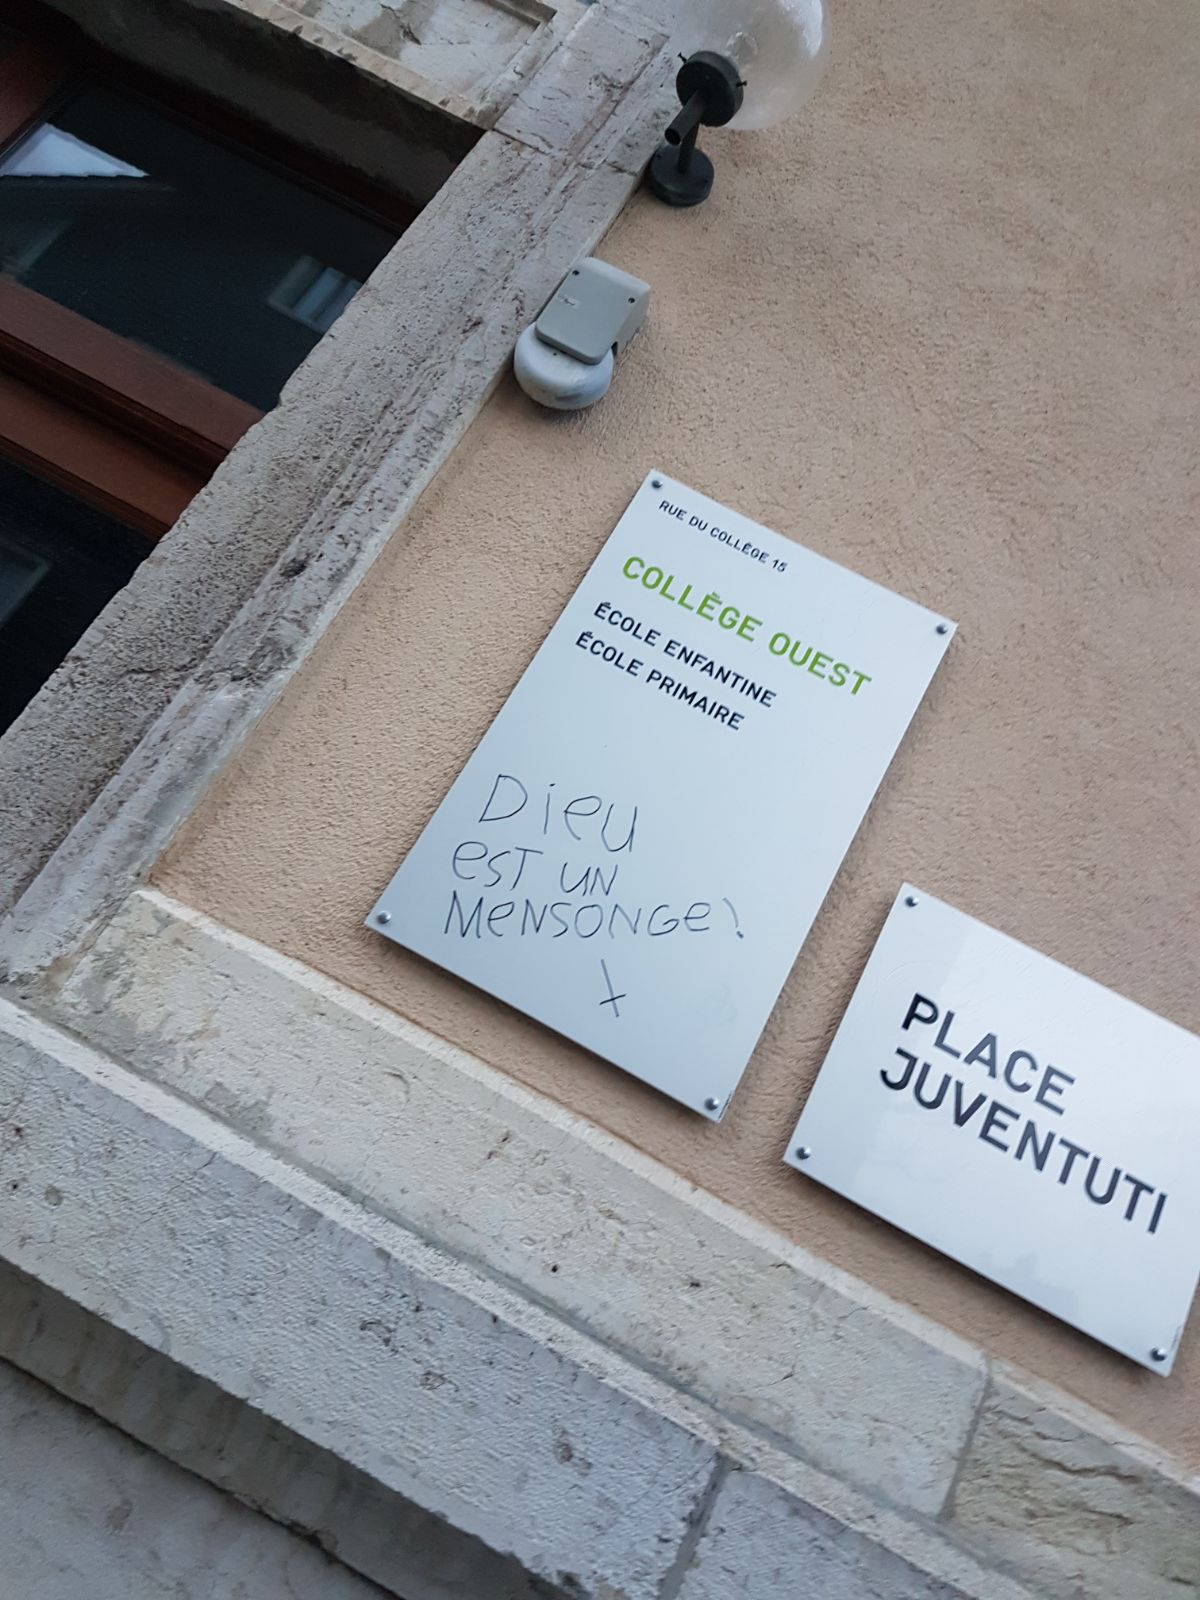 RUE DU COLLÈGE 15
COLLÈGE OUEST
ÉCOLE ENFANTINE
ÉCOLE PRIMAIRE
Dieu
esT UN
MeNSONGe!
PLACE
JUVENTUTI